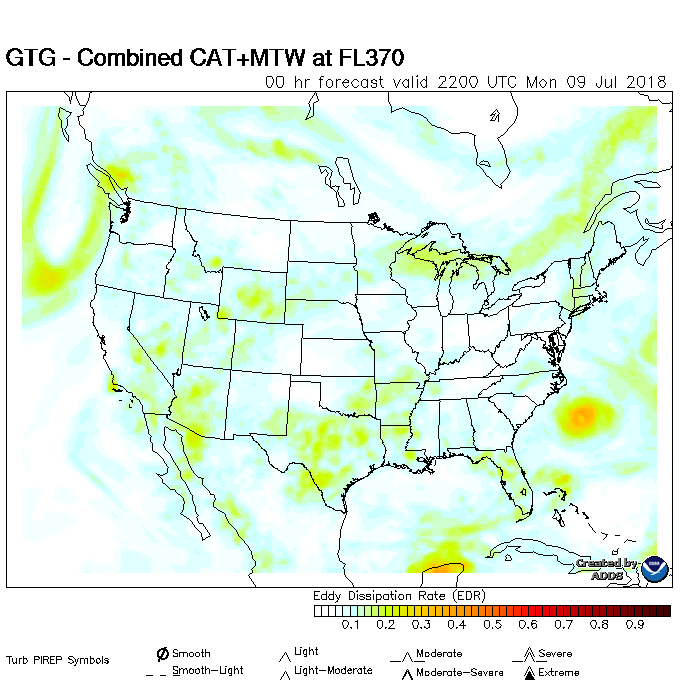 GTG - Combined CAT+MTW at FL370
00 hr forecast valid 2200 UTC Mon 09 Jul 2018
Created by
ADDS
Eddy Dissipation Rate (EDR)
0.1 0.2 0.3 0.4 0.5 0.6 0.7 0.8 0.9
Turb PIREP Symbols
Smooth Light Moderate Severe
Smooth-Light Light-Moderate Moderate-Severe Extreme